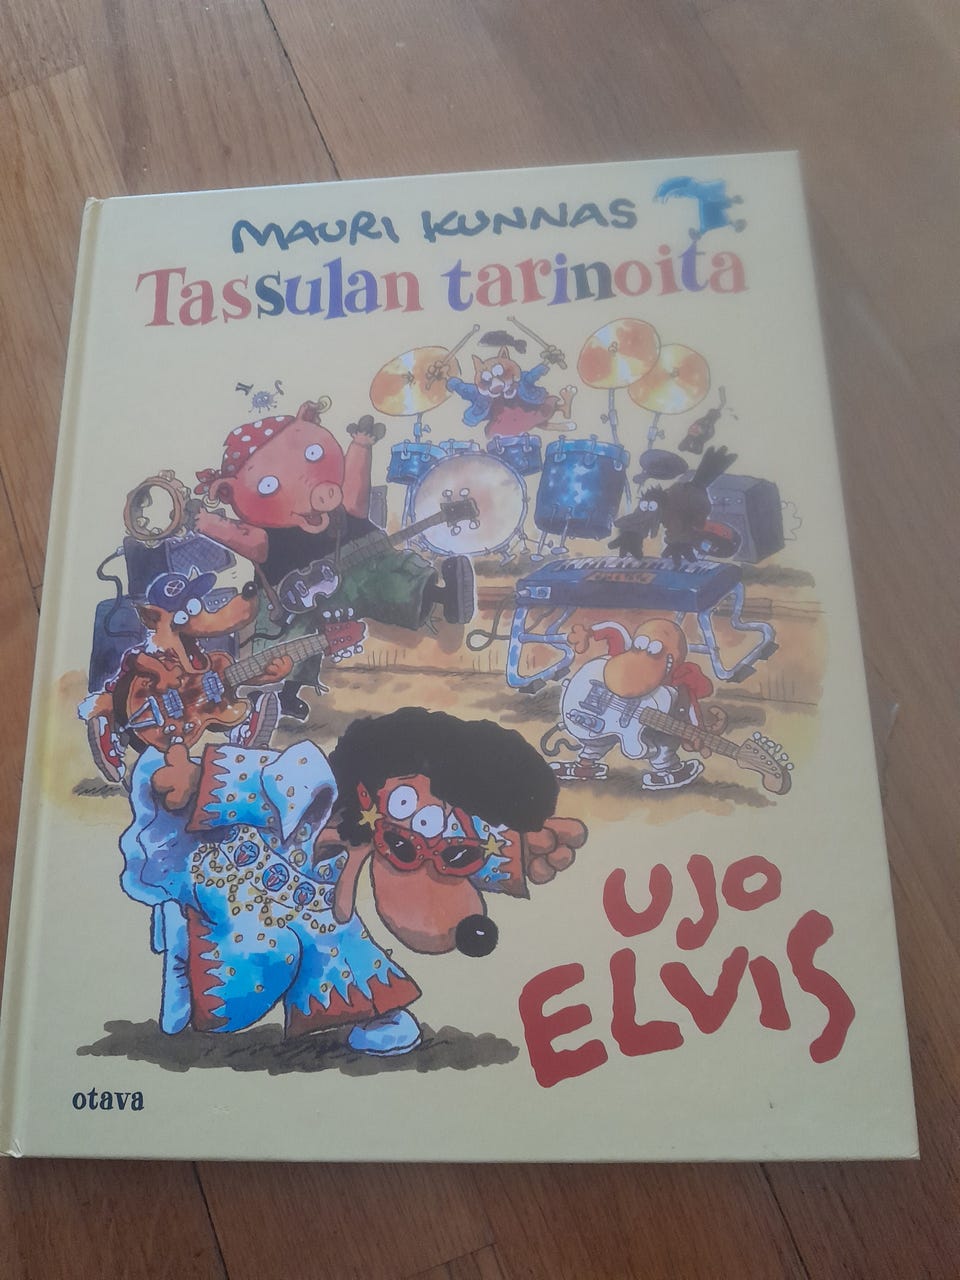 MAURI KUNNAS
Tassulan tarinoita
UJO
ELVIS
otava